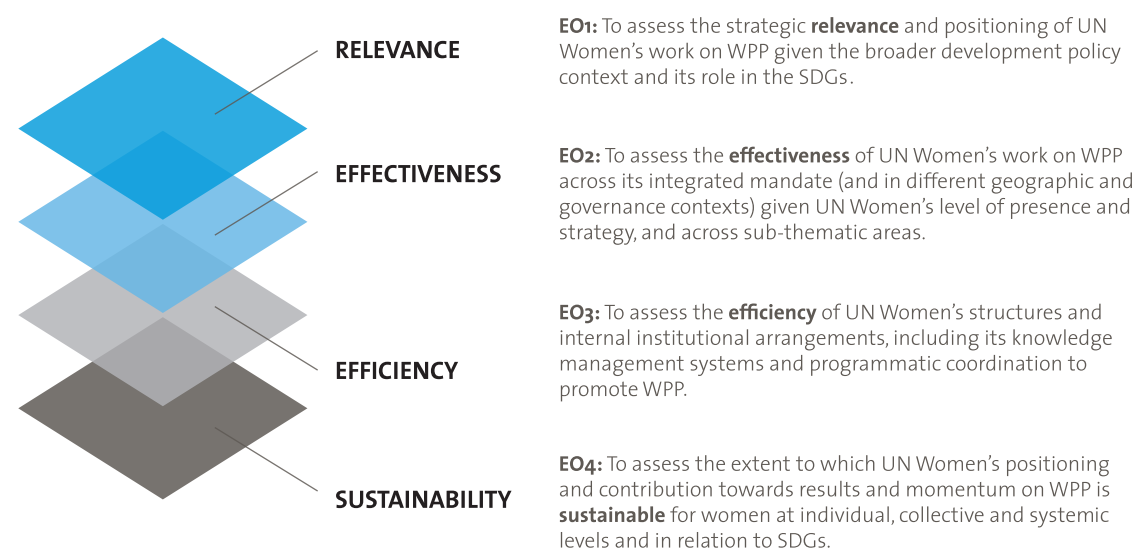 RELEVANCE
EO1: To assess the strategic relevance and positioning of UN
Women’s work on WPP given the broader development policy
context and its role in the SDGs.
EFFECTIVENESS
EO2: To assess the effectiveness of UN Women’s work on WPP
across its integrated mandate (and in different geographic and
governance contexts) given UN Women’s level of presence and
strategy, and across sub-thematic areas.
EFFICIENCY
EO3: To assess the efficiency of UN Women’s structures and
internal institutional arrangements, including its knowledge
management systems and programmatic coordination to
promote WPP.
SUSTAINABILITY
EO4: To assess the extent to which UN Women’s positioning
and contribution towards results and momentum on WPP is
sustainable for women at individual, collective and systemic
levels and in relation to SDGs.